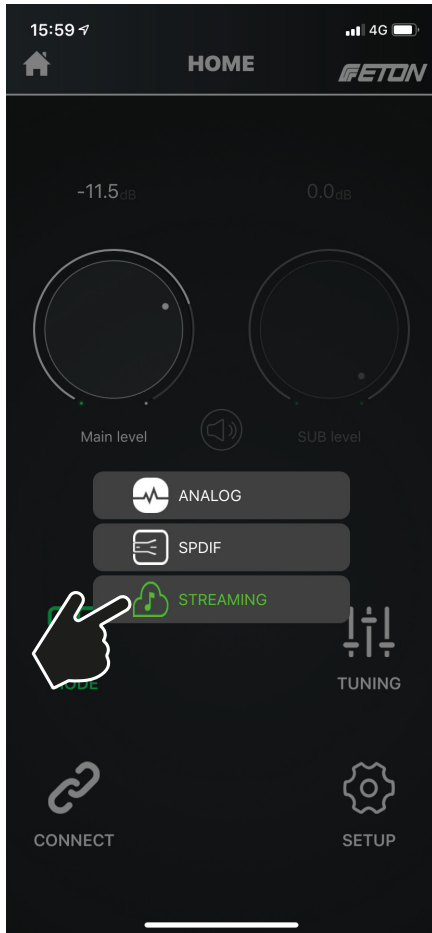 15:59
4G
HOME
ETON
-11.5dB
0.0dB
Main level
SUB level
ANALOG
SPDIF
STREAMING
MODE
TUNING
CONNECT
SETUP